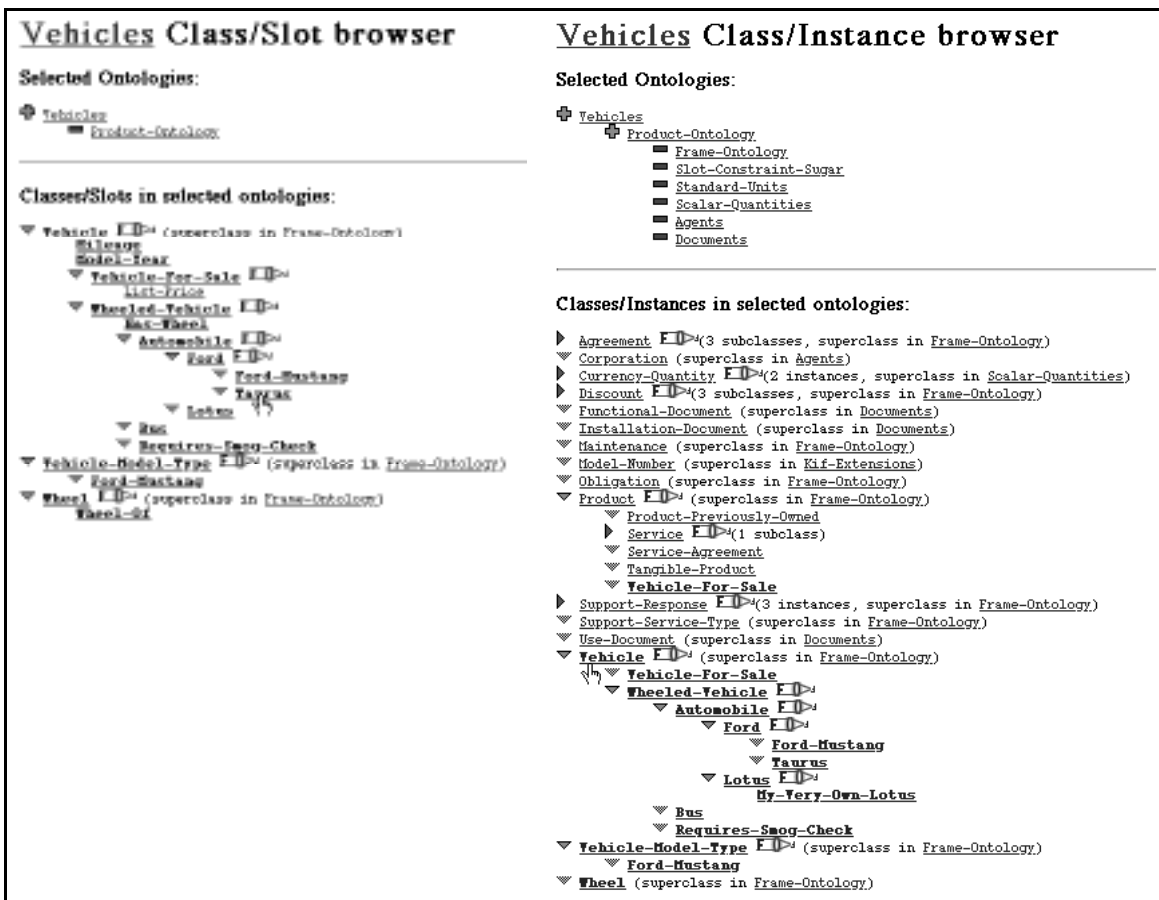 Vehicles Class/Slot browser
Selected Ontologies:
Vehicles
Product-Ontology
Classes/Slots in selected ontologies:
Vehicle (superclass in Frame-Ontology)
Mileage
Model-Year
Vehicle-For-Sale
List-Price
Wheeled-Vehicle
Has-Wheel
Automobile
Ford
Ford-Mustang
Taurus
Lotus
Bus
Requires-Smog-Check
Vehicle-Model-Type (superclass in Frame-Ontology)
Ford-Mustang
Wheel (superclass in Frame-Ontology)
Wheel-Of
Vehicles Class/Instance browser
Selected Ontologies:
Vehicles
Product-Ontology
Frame-Ontology
Slot-Constraint-Sugar
Standard-Units
Scalar-Quantities
Agents
Documents
Classes/Instances in selected ontologies:
Agreement (3 subclasses, superclass in Frame-Ontology)
Corporation (superclass in Agents)
Currency-Quantity (2 instances, superclass in Scalar-Quantities)
Discount (3 subclasses, superclass in Frame-Ontology)
Functional-Document (superclass in Documents)
Installation-Document (superclass in Documents)
Maintenance (superclass in Frame-Ontology)
Model-Number (superclass in Kif-Extensions)
Obligation (superclass in Frame-Ontology)
Product (superclass in Frame-Ontology)
Product-Previously-Owned
Service (1 subclass)
Service-Agreement
Tangible-Product
Vehicle-For-Sale
Support-Response (3 instances, superclass in Frame-Ontology)
Support-Service-Type (superclass in Frame-Ontology)
Use-Document (superclass in Documents)
Vehicle (superclass in Frame-Ontology)
Vehicle-For-Sale
Wheeled-Vehicle
Automobile
Ford
Ford-Mustang
Taurus
Lotus
My-Very-Own-Lotus
Bus
Requires-Smog-Check
Vehicle-Model-Type (superclass in Frame-Ontology)
Ford-Mustang
Wheel (superclass in Frame-Ontology)